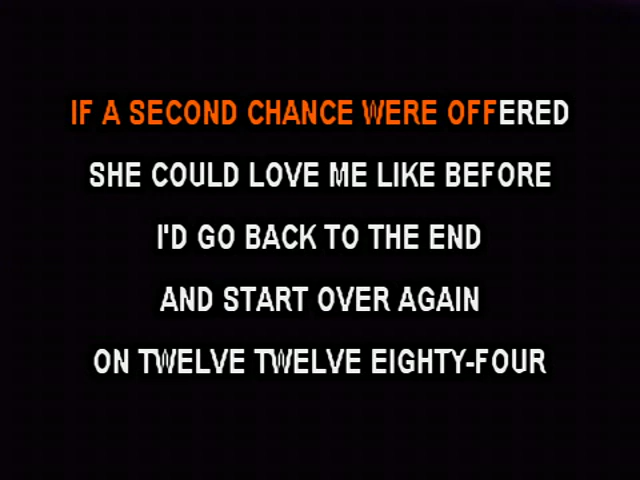 IF A SECOND CHANCE WERE OFFERED
SHE COULD LOVE ME LIKE BEFORE
I'D GO BACK TO THE END
AND START OVER AGAIN
ON TWELVE TWELVE EIGHTY-FOUR